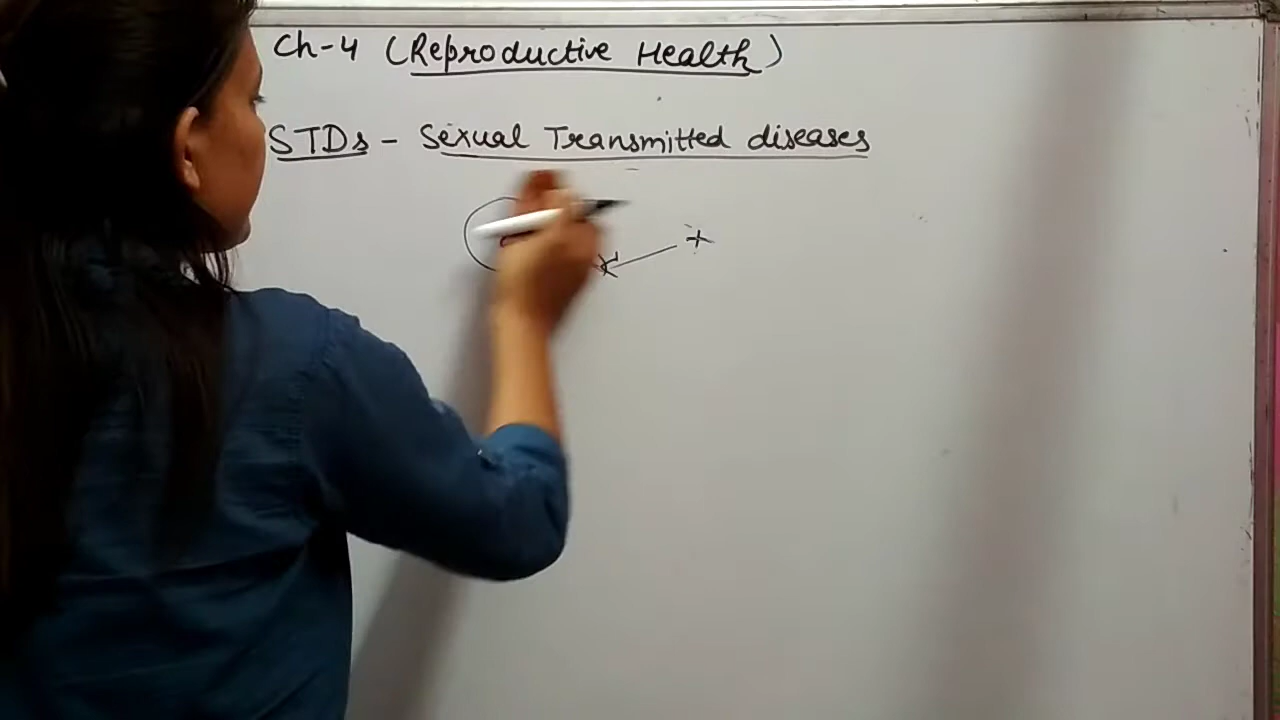 Ch-4 (Reproductive Health)
STDs - Sexual Transmitted diseases